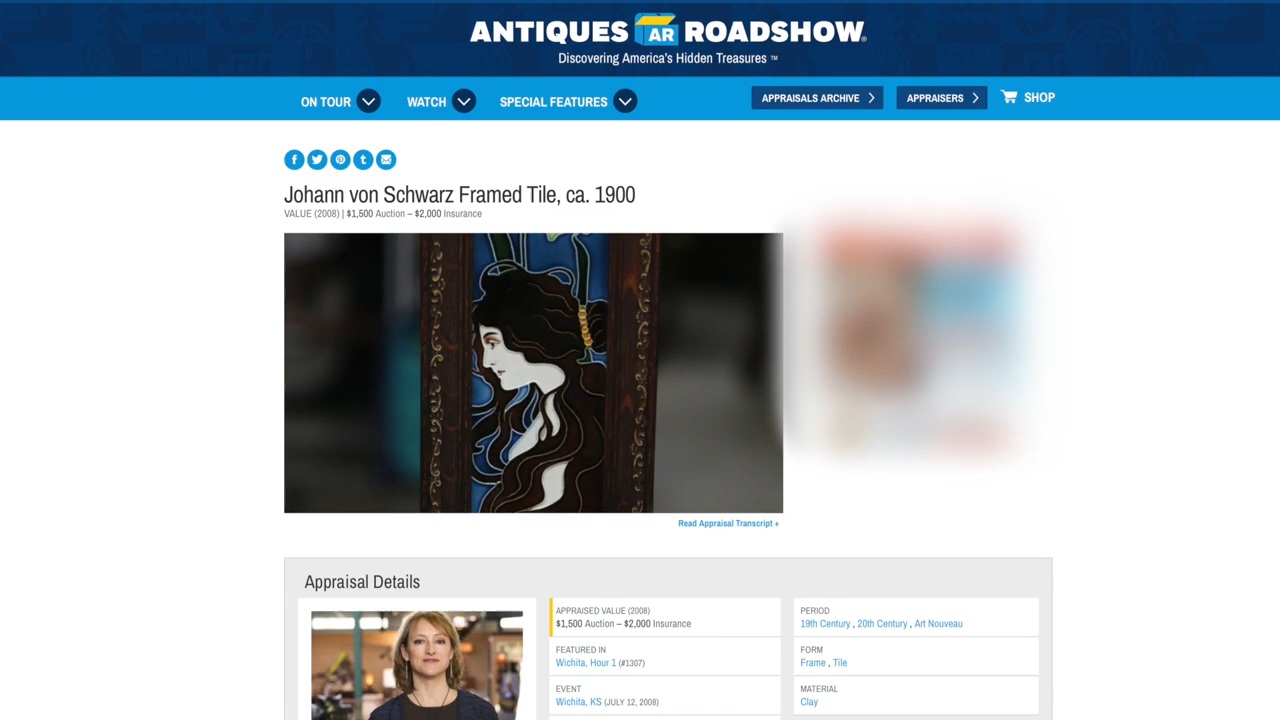 ANTIQUES AR ROADSHOW®
Discovering America's Hidden Treasures ™
ON TOUR
WATCH
SPECIAL FEATURES
APPRAISALS ARCHIVE
APPRAISERS
SHOP
Johann von Schwarz Framed Tile, ca. 1900
VALUE (2008) | $1,500 Auction – $2,000 Insurance
Read Appraisal Transcript +
Appraisal Details
APPRAISED VALUE (2008)
$1,500 Auction – $2,000 Insurance
FEATURED IN
Wichita, Hour 1 (#1307)
EVENT
Wichita, KS (JULY 12, 2008)
PERIOD
19th Century , 20th Century , Art Nouveau
FORM
Frame , Tile
MATERIAL
Clay